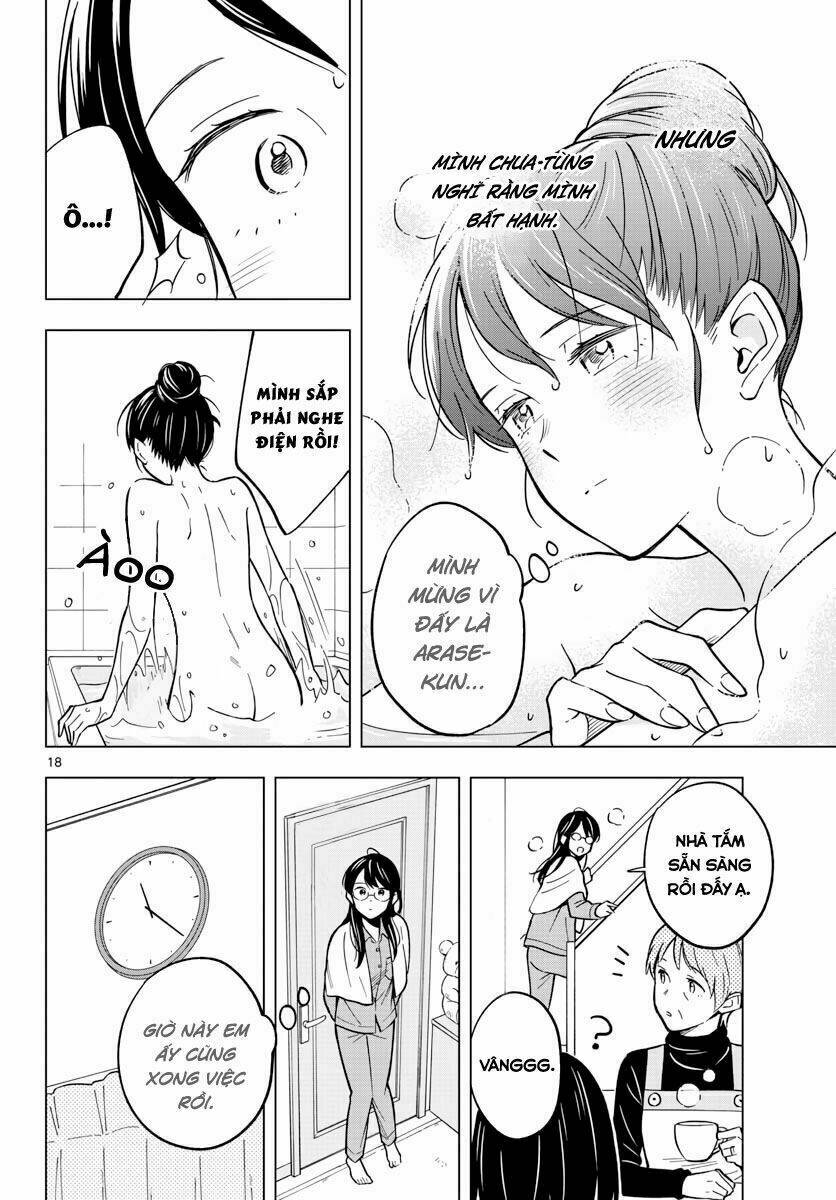 NHƯNG
MÌNH CHƯA TỪNG
NGHĨ RẰNG MÌNH
BẤT HẠNH.
MÌNH
MỪNG VÌ
ĐẤY LÀ
ARASE-
KUN...
Ô...!
MÌNH SẮP
PHẢI NGHE
ĐIỆN RỒI!
ÀOO
18
NHÀ TẮM
SẴN SÀNG
RỒI ĐẤY Ạ.
?
VÂNGGG.
GIỜ NÀY EM
ẤY CŨNG
XONG VIỆC
RỒI.